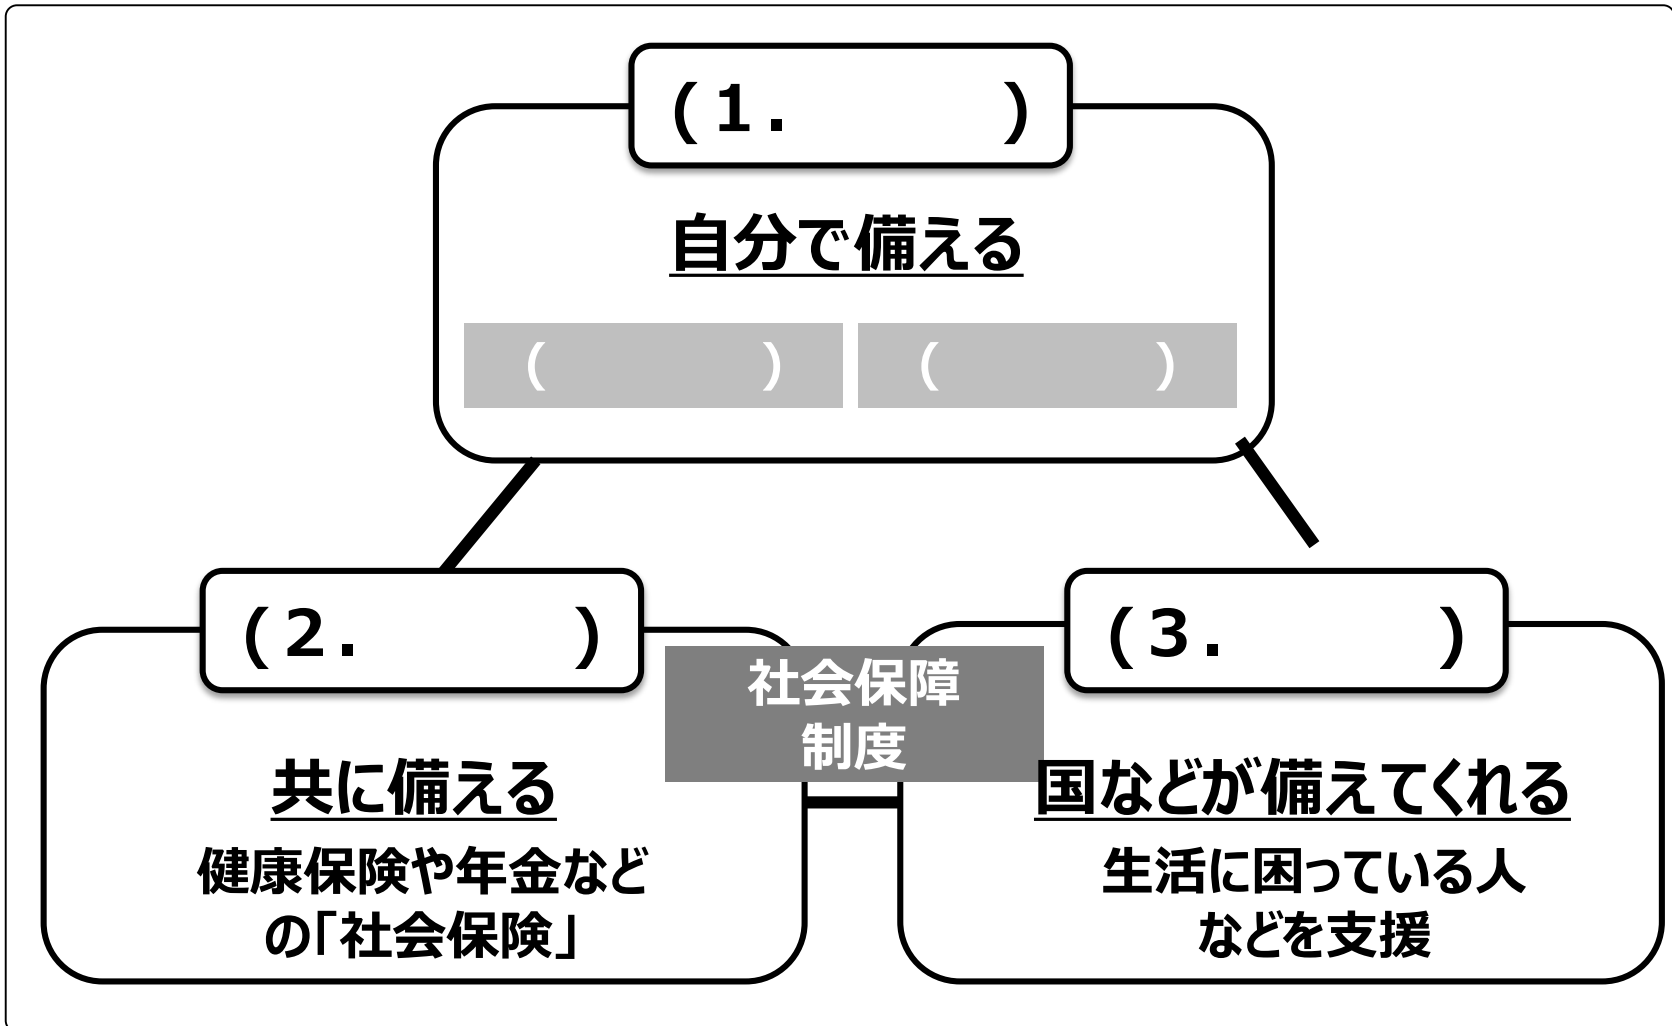 (1.　　　)
自分で備える
(　　　　)　(　　　　)
(2.　　　)
共に備える
健康保険や年金など
の「社会保険」
社会保障
制度
(3.　　　)
国などが備えてくれる
生活に困っている人
などを支援